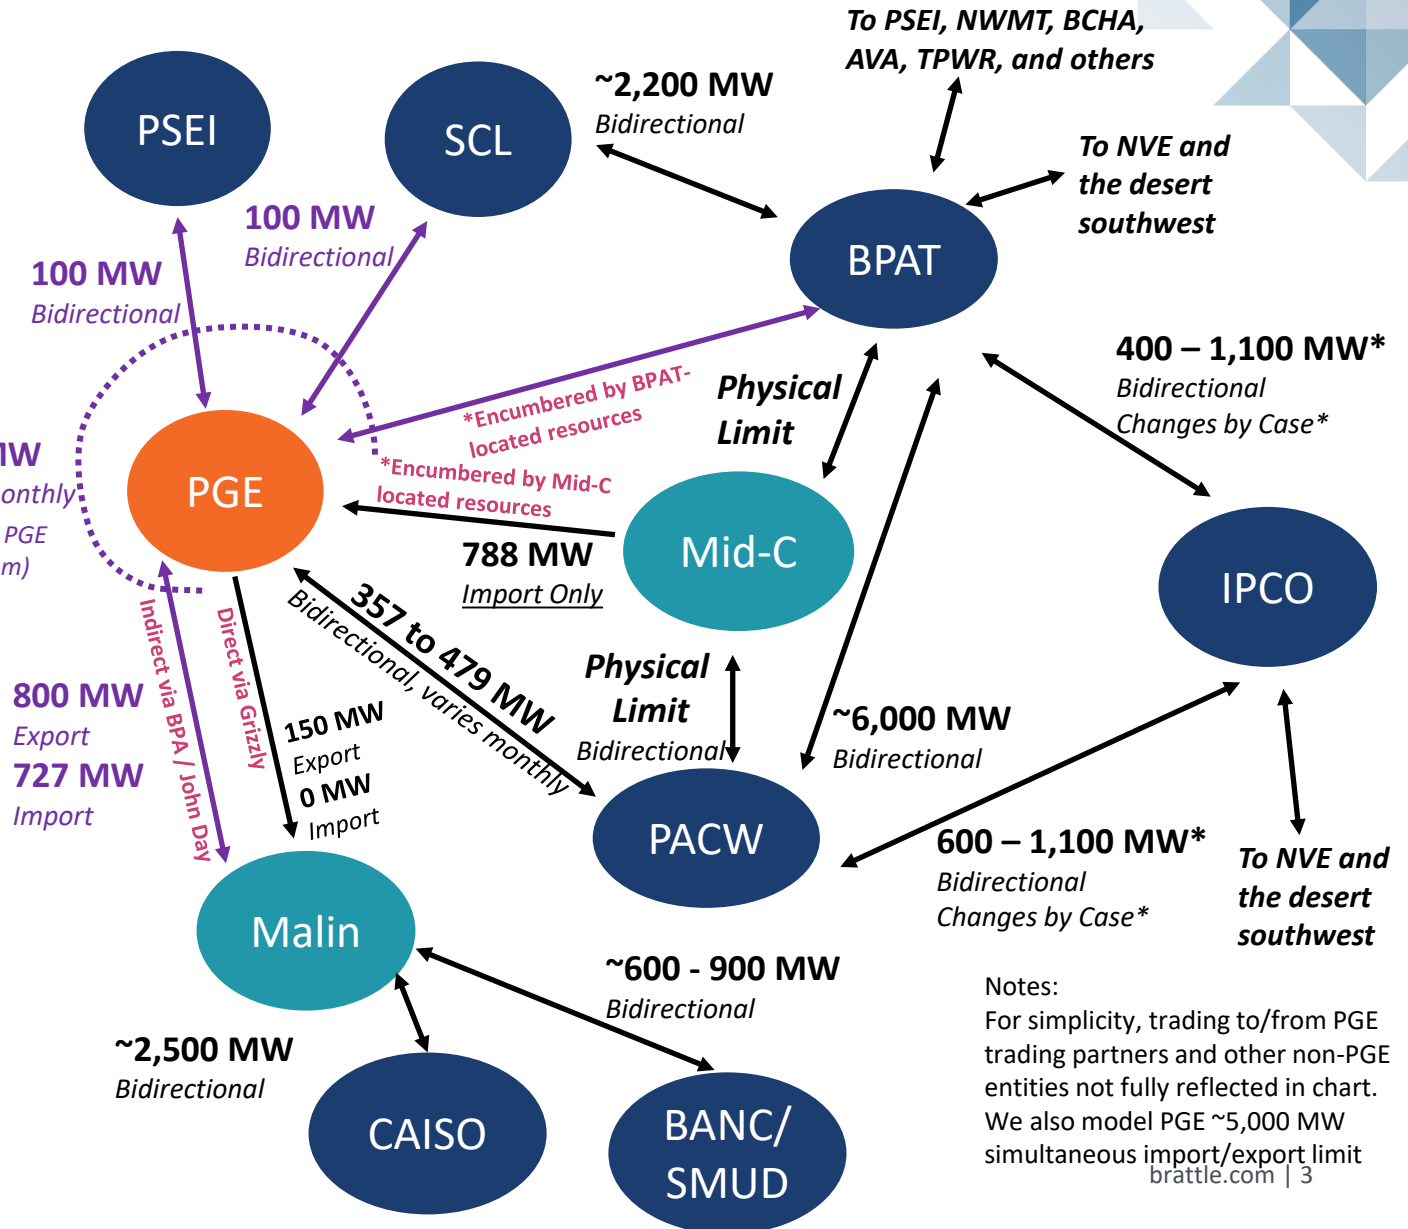 To PSEI, NWMT, BCHA,
AVA, TPWR, and others
~2,200 MW
Bidirectional
PSEI
SCL
To NVE and
the desert
southwest
100 MW
Bidirectional
BPAT
100 MW
Bidirectional
400 – 1,100 MW*
Bidirectional
Changes by Case*
*Encumbered by BPAT-
located resources
Physical
Limit
MW
onthly
PGE
m)
*Encumbered by Mid-C
located resources
PGE
788 MW
Import Only
Mid-C
IPCO
357 to 479 MW
Bidirectional, varies monthly
Physical
Limit
Bidirectional
Indirect via BPA / John Day
Direct via Grizzly
800 MW
Export
727 MW
Import
150 MW
Export
0 MW
Import
~6,000 MW
Bidirectional
PACW
600 – 1,100 MW*
Bidirectional
Changes by Case*
To NVE and
the desert
southwest
Malin
~600 - 900 MW
Bidirectional
~2,500 MW
Bidirectional
CAISO
BANC/
SMUD
Notes:
For simplicity, trading to/from PGE
trading partners and other non-PGE
entities not fully reflected in chart.
We also model PGE ~5,000 MW
simultaneous import/export limit
brattle.com | 3